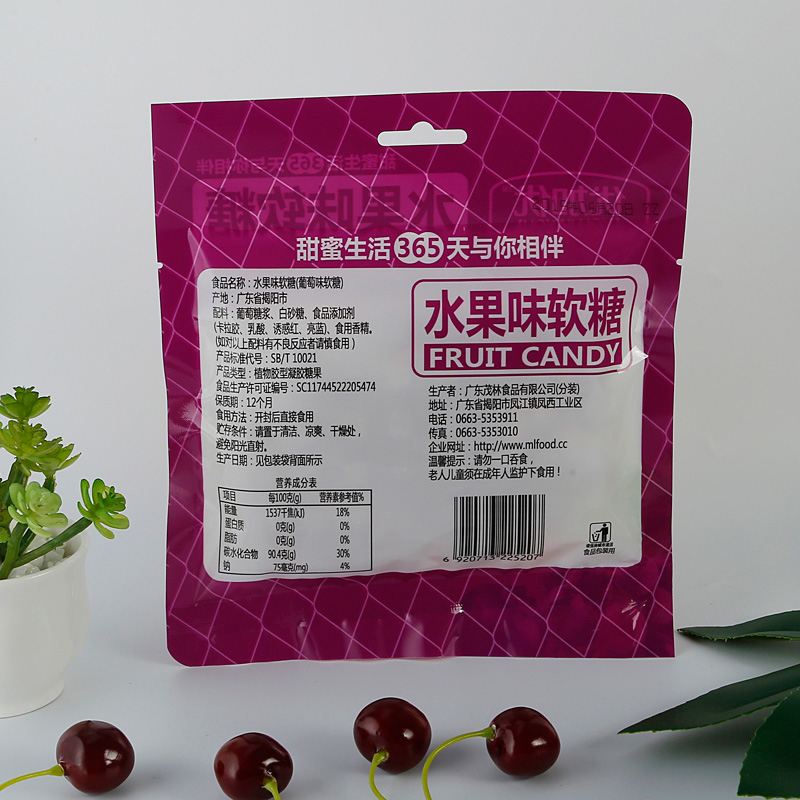 甜蜜生活365天与你相伴
食品名称：水果味软糖(葡萄味软糖)
产地：广东省揭阳市
配料：葡萄糖浆、白砂糖、食品添加剂
(卡拉胶、乳酸、诱惑红、亮蓝)、食用香精。
(如对以上配料有不良反应者请慎食用)
产品标准代号：SB/T 10021
产品类型：植物胶型凝胶糖果
食品生产许可证编号：SC11744522205474
保质期：12个月
食用方法：开封后直接食用
贮存条件：请置于清洁、凉爽、干燥处，
避免阳光直射。
生产日期：见包装袋背面所示
营养成分表
项目 每100克(g) 营养素参考值%
能量 1537千焦(kJ) 18%
蛋白质 0克(g) 0%
脂肪 0克(g) 0%
碳水化合物 90.4克(g) 30%
钠 75毫克(mg) 4%
水果味软糖
FRUIT CANDY
生产者：广东茂林食品有限公司(分装)
地址：广东省揭阳市凤江镇凤西工业区
电话：0663-5353911
传真：0663-5353010
企业网址：http://www.mlfood.cc
温馨提示：请勿一口吞食，
老人儿童须在成年人监护下食用！
6 920713 225207
食品包装用